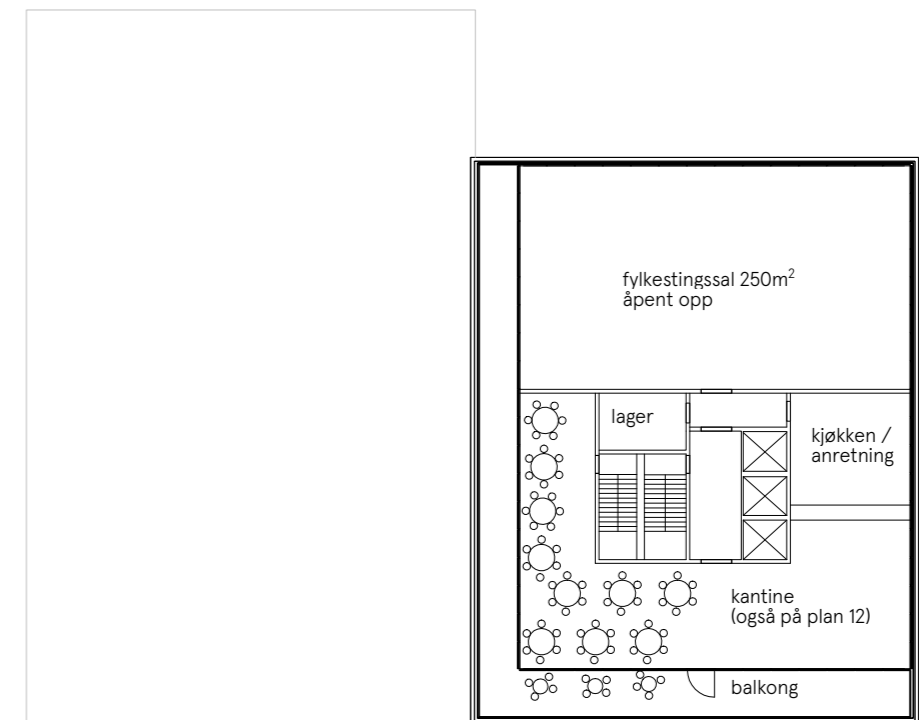 fylkestingssal 250m²
åpent opp
lager
kjøkken /
anretning
kantine
(også på plan 12)
balkong